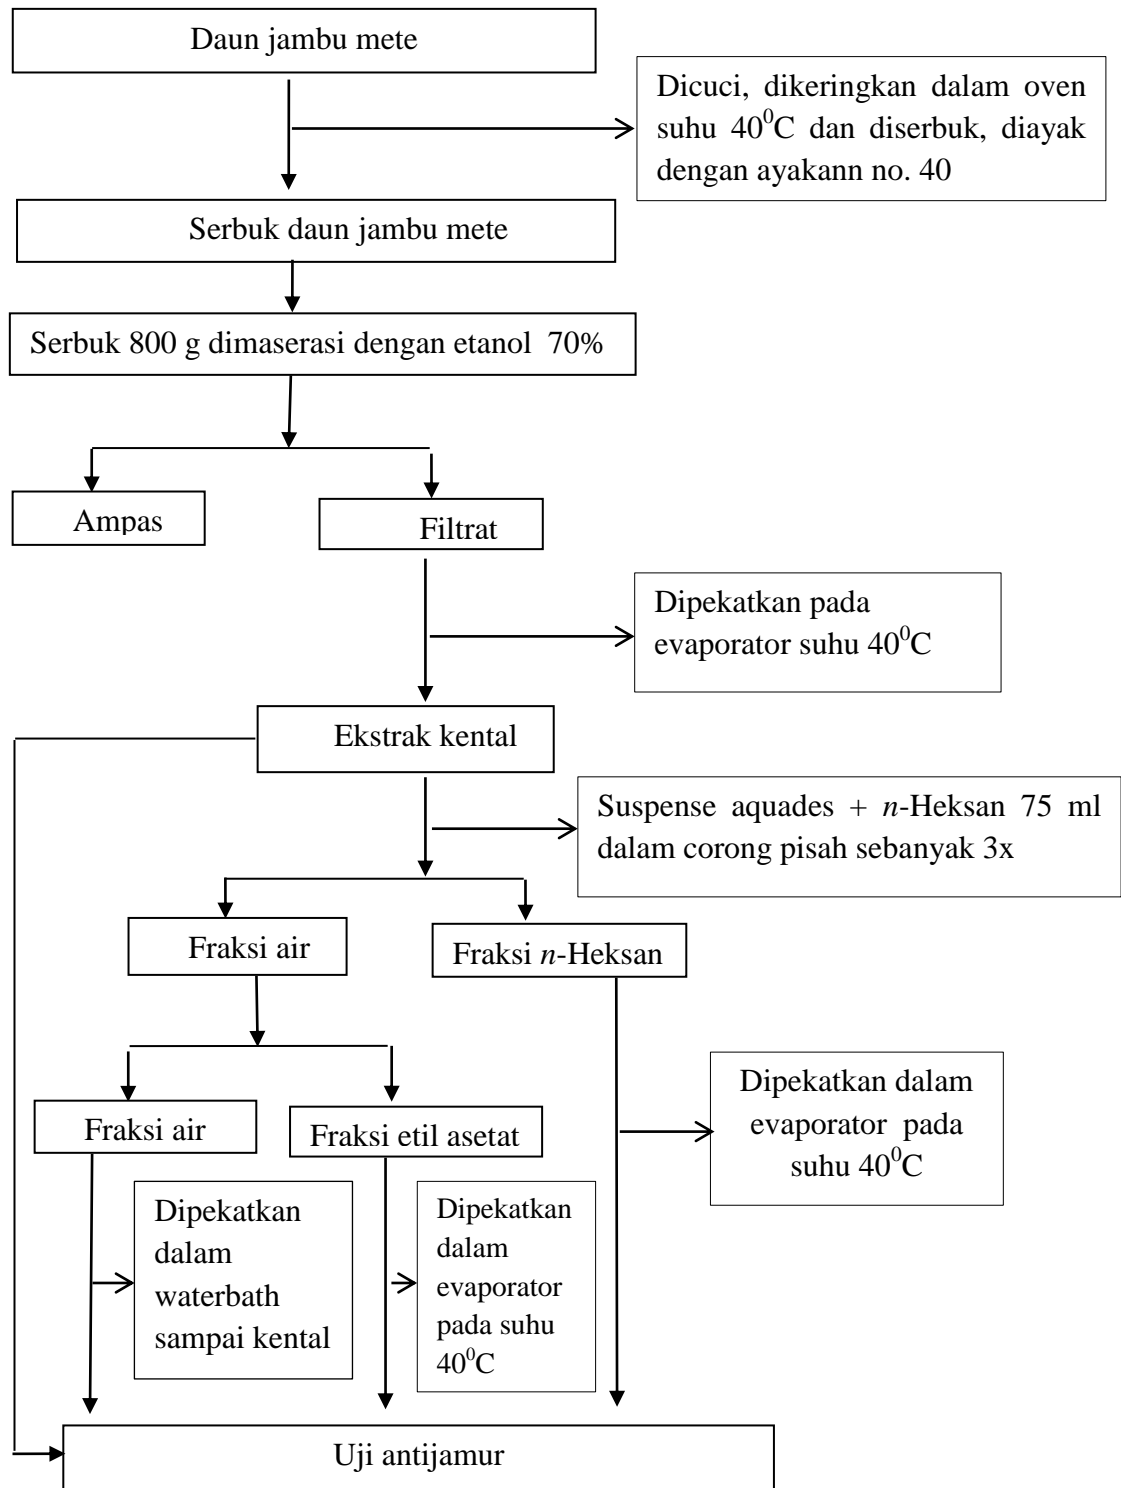 Daun jambu mete
Dicuci, dikeringkan dalam oven
suhu 40⁰C dan diserbuk, diayak
dengan ayakann no. 40
Serbuk daun jambu mete
Serbuk 800 g dimaserasi dengan etanol 70%
Ampas
Filtrat
Dipekatkan pada
evaporator suhu 40⁰C
Ekstrak kental
Suspense aquades + n-Heksan 75 ml
dalam corong pisah sebanyak 3x
Fraksi air
Fraksi n-Heksan
Dipekatkan dalam
evaporator pada
suhu 40⁰C
Fraksi air
Fraksi etil asetat
Dipekatkan
dalam
waterbath
sampai kental
Dipekatkan
dalam
evaporator
pada suhu
40⁰C
Uji antijamur